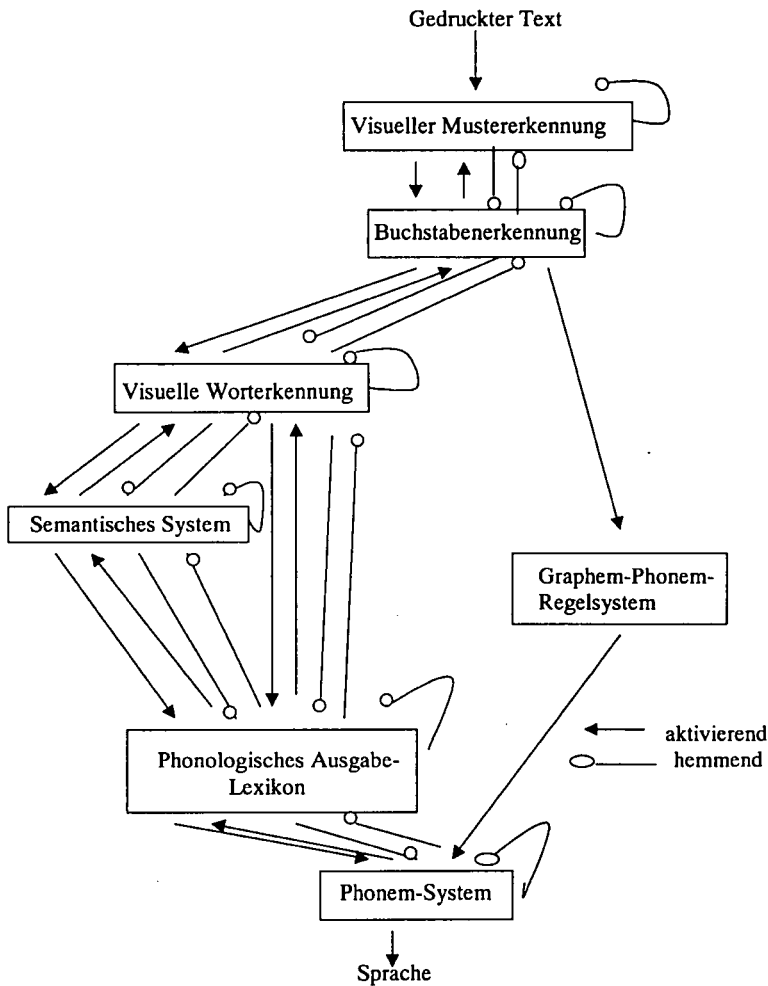 Gedruckter Text
Visueller Mustererkennung
Buchstabenerkennung
Visuelle Worterkennung
Semantisches System
Graphem-Phonem-
Regelsystem
Phonologisches Ausgabe-
Lexikon
aktivierend
hemmend
Phonem-System
Sprache